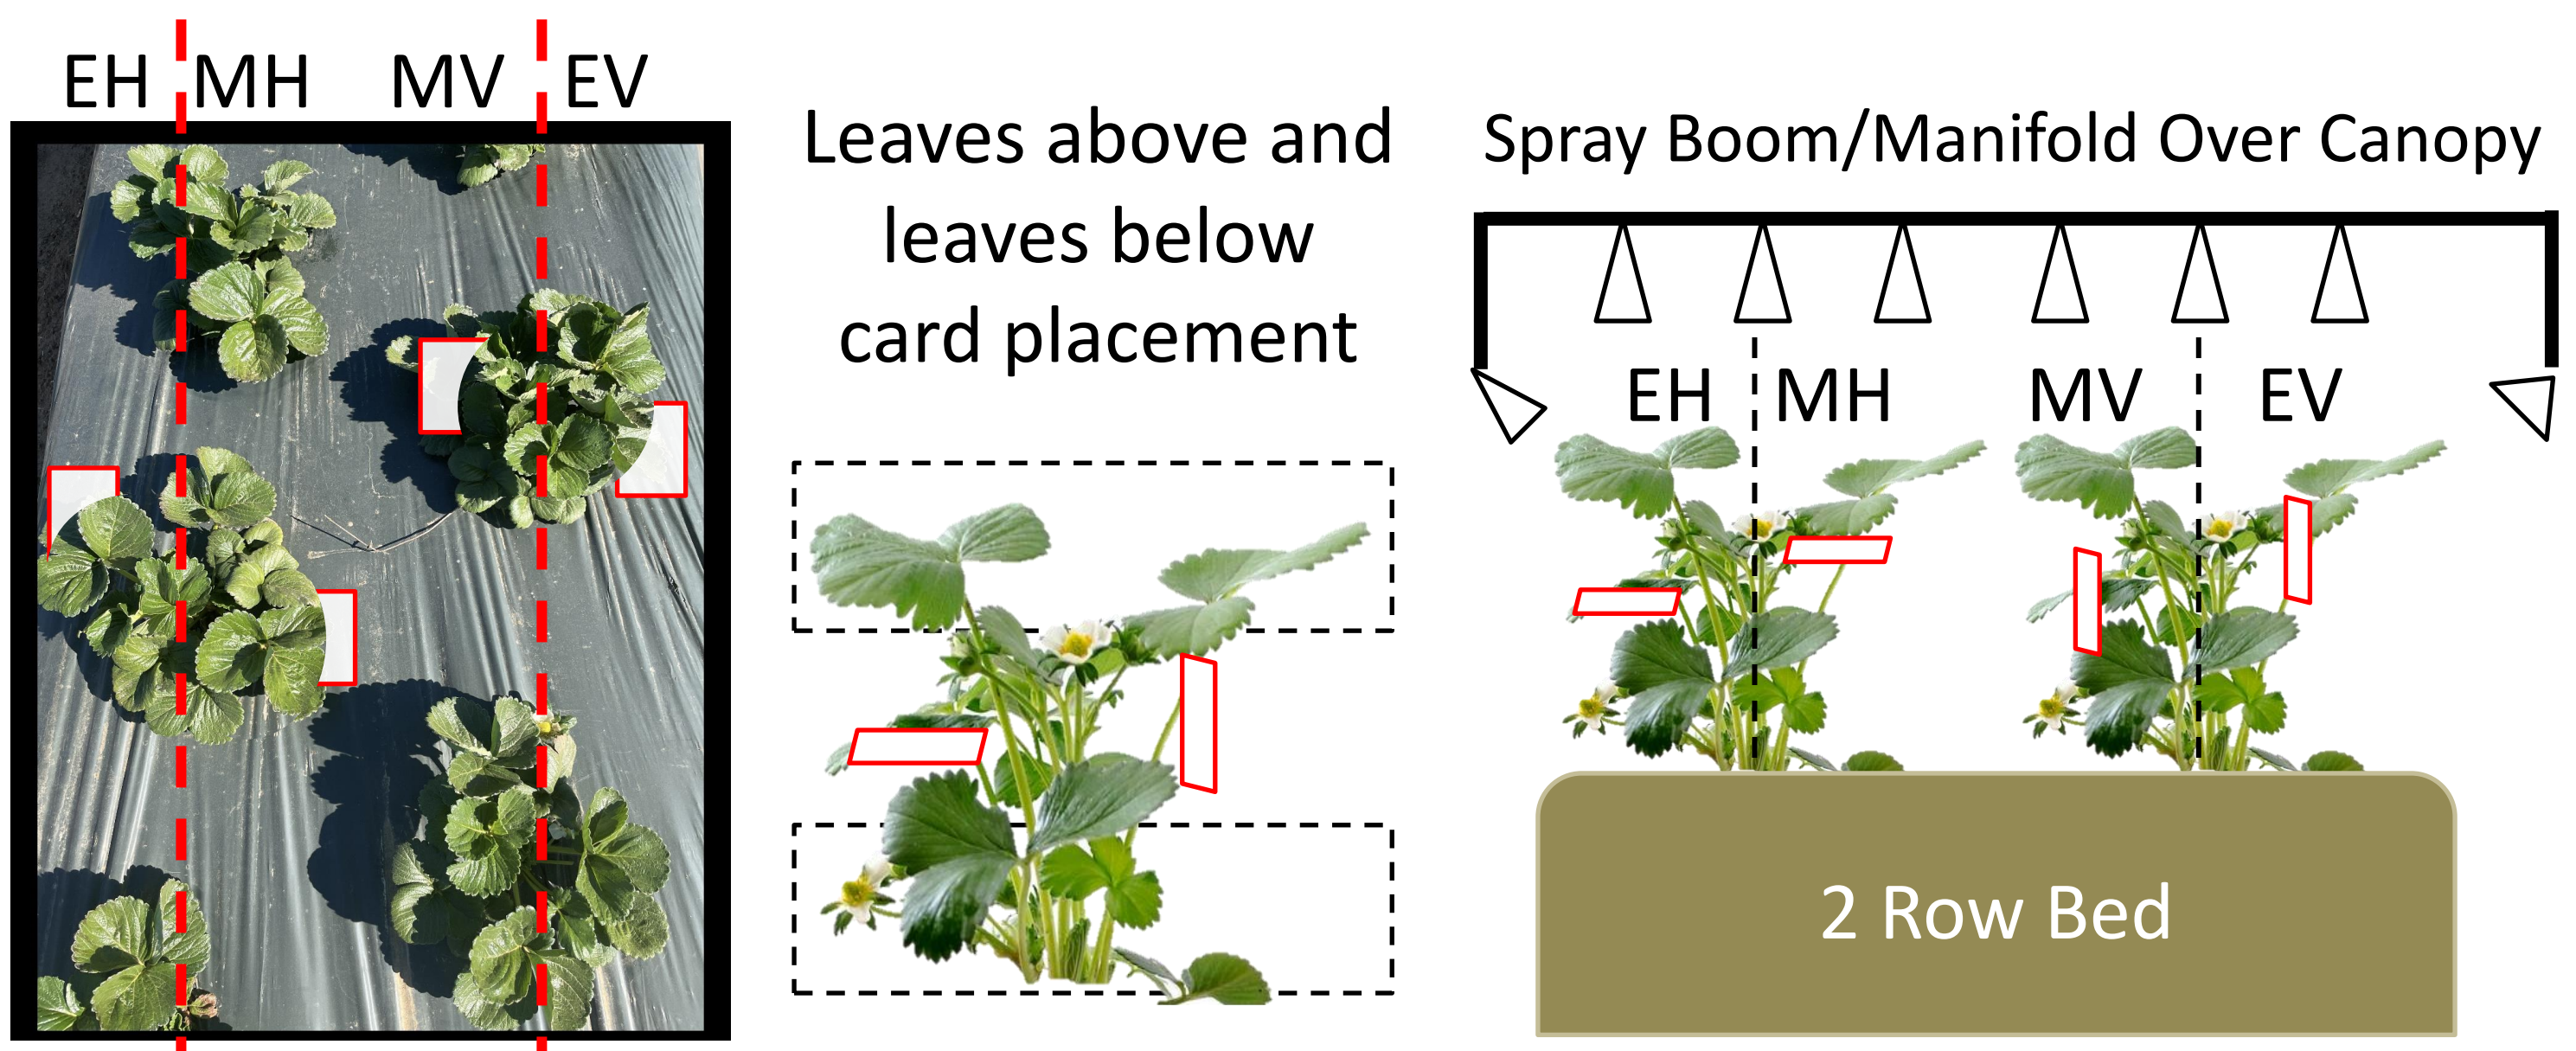 EH MH MV EV
Leaves above and
leaves below
card placement
Spray Boom/Manifold Over Canopy
EH MH MV EV
2 Row Bed